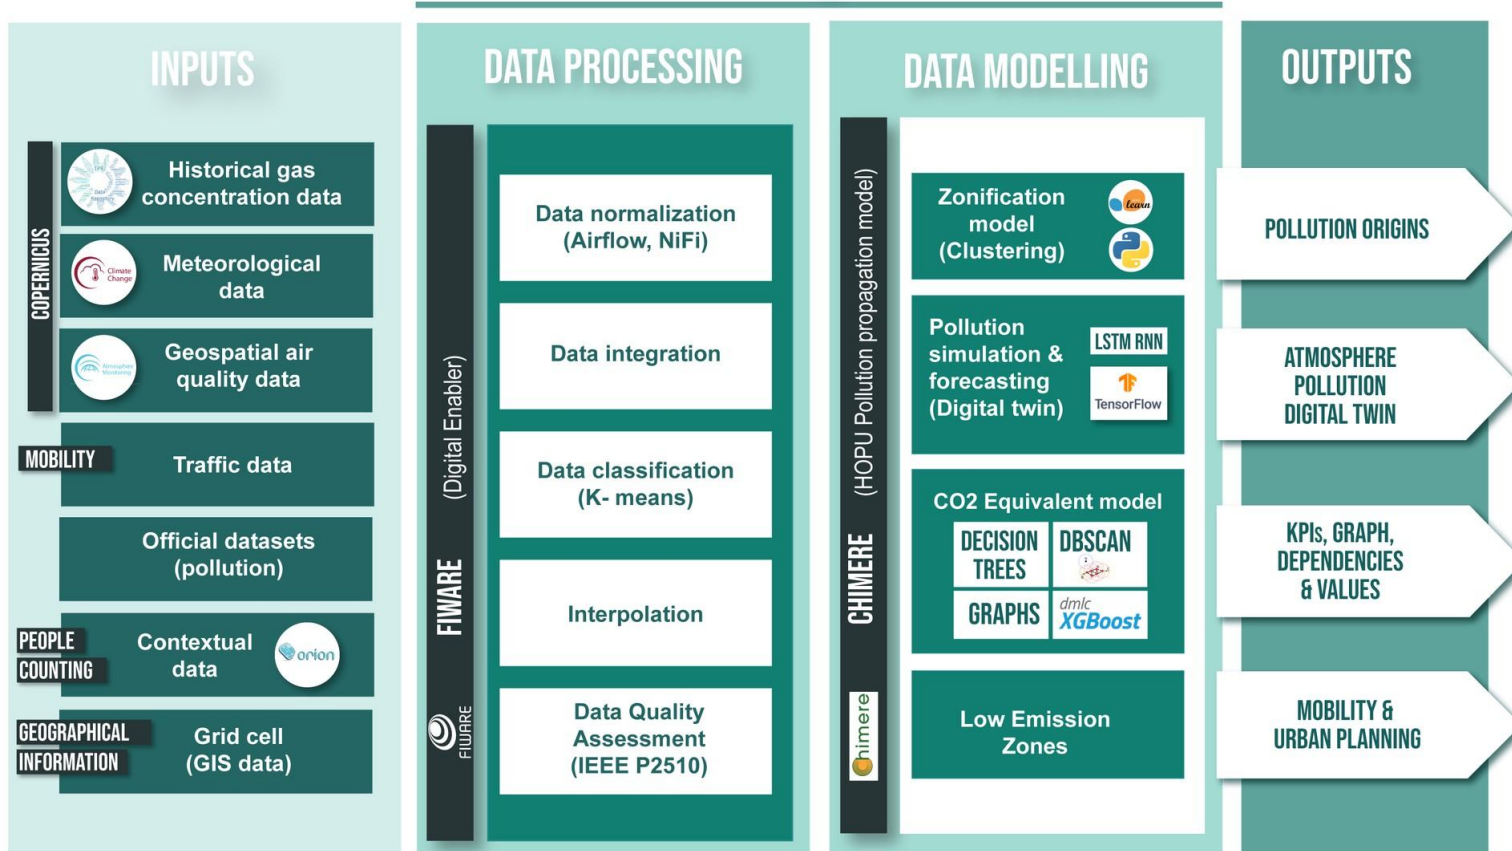 INPUTS
COPERNICUS
Historical gas
concentration data
Climate
Change
Meteorological
data
Atmosphere
Monitoring
Geospatial air
quality data
MOBILITY
Traffic data
Official datasets
(pollution)
PEOPLE
COUNTING
Contextual
data
orion
GEOGRAPHICAL
INFORMATION
Grid cell
(GIS data)
DATA PROCESSING
FIWARE
FIWARE (Digital Enabler)
Data normalization
(Airflow, NiFi)
Data integration
Data classification
(K- means)
Interpolation
Data Quality
Assessment
(IEEE P2510)
DATA MODELLING
himere
CHIMERE (HOPU Pollution propagation model)
Zonification
model
(Clustering)
learn
Pollution
simulation &
forecasting
(Digital twin)
LSTM RNN
TensorFlow
CO2 Equivalent model
DECISION
TREES
DBSCAN
GRAPHS
dmlc
XGBoost
Low Emission
Zones
OUTPUTS
POLLUTION ORIGINS
ATMOSPHERE
POLLUTION
DIGITAL TWIN
KPIs, GRAPH,
DEPENDENCIES
& VALUES
MOBILITY &
URBAN PLANNING